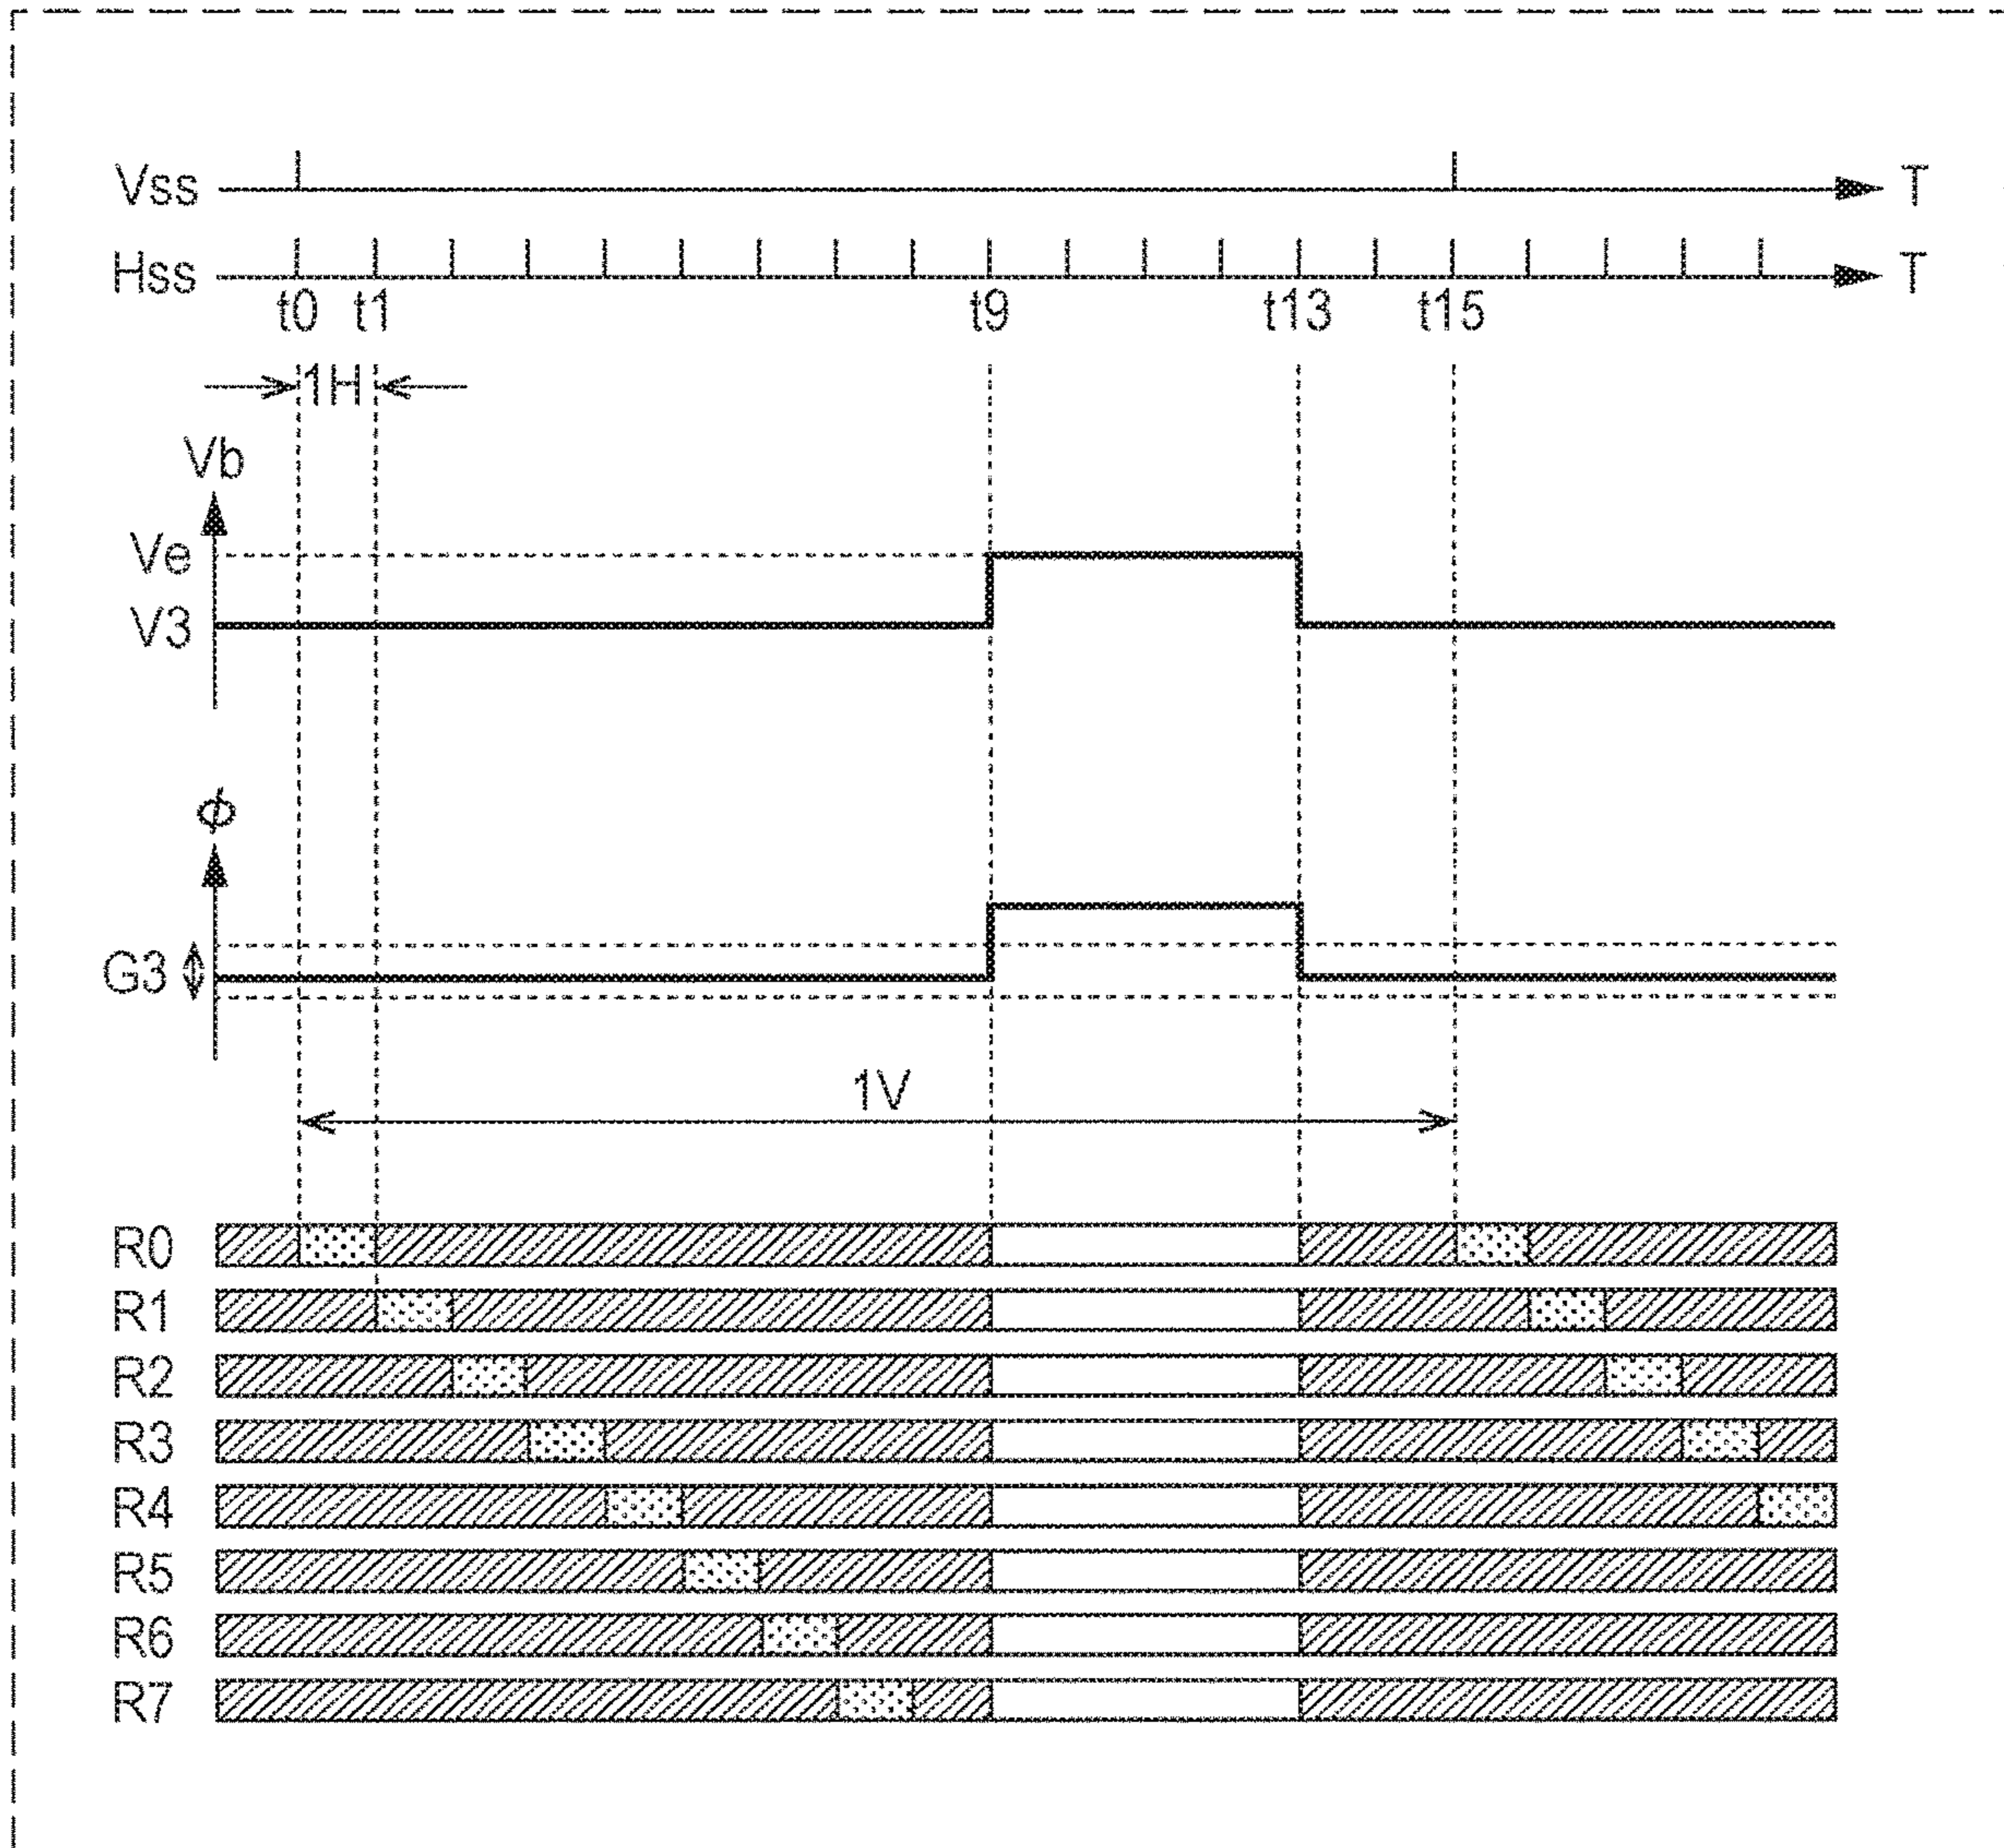 Vss T
Hss T
t0 t1 t9 t13 t15
1H
Vb
Ve
V3
ϕ
G3
1V
R0
R1
R2
R3
R4
R5
R6
R7